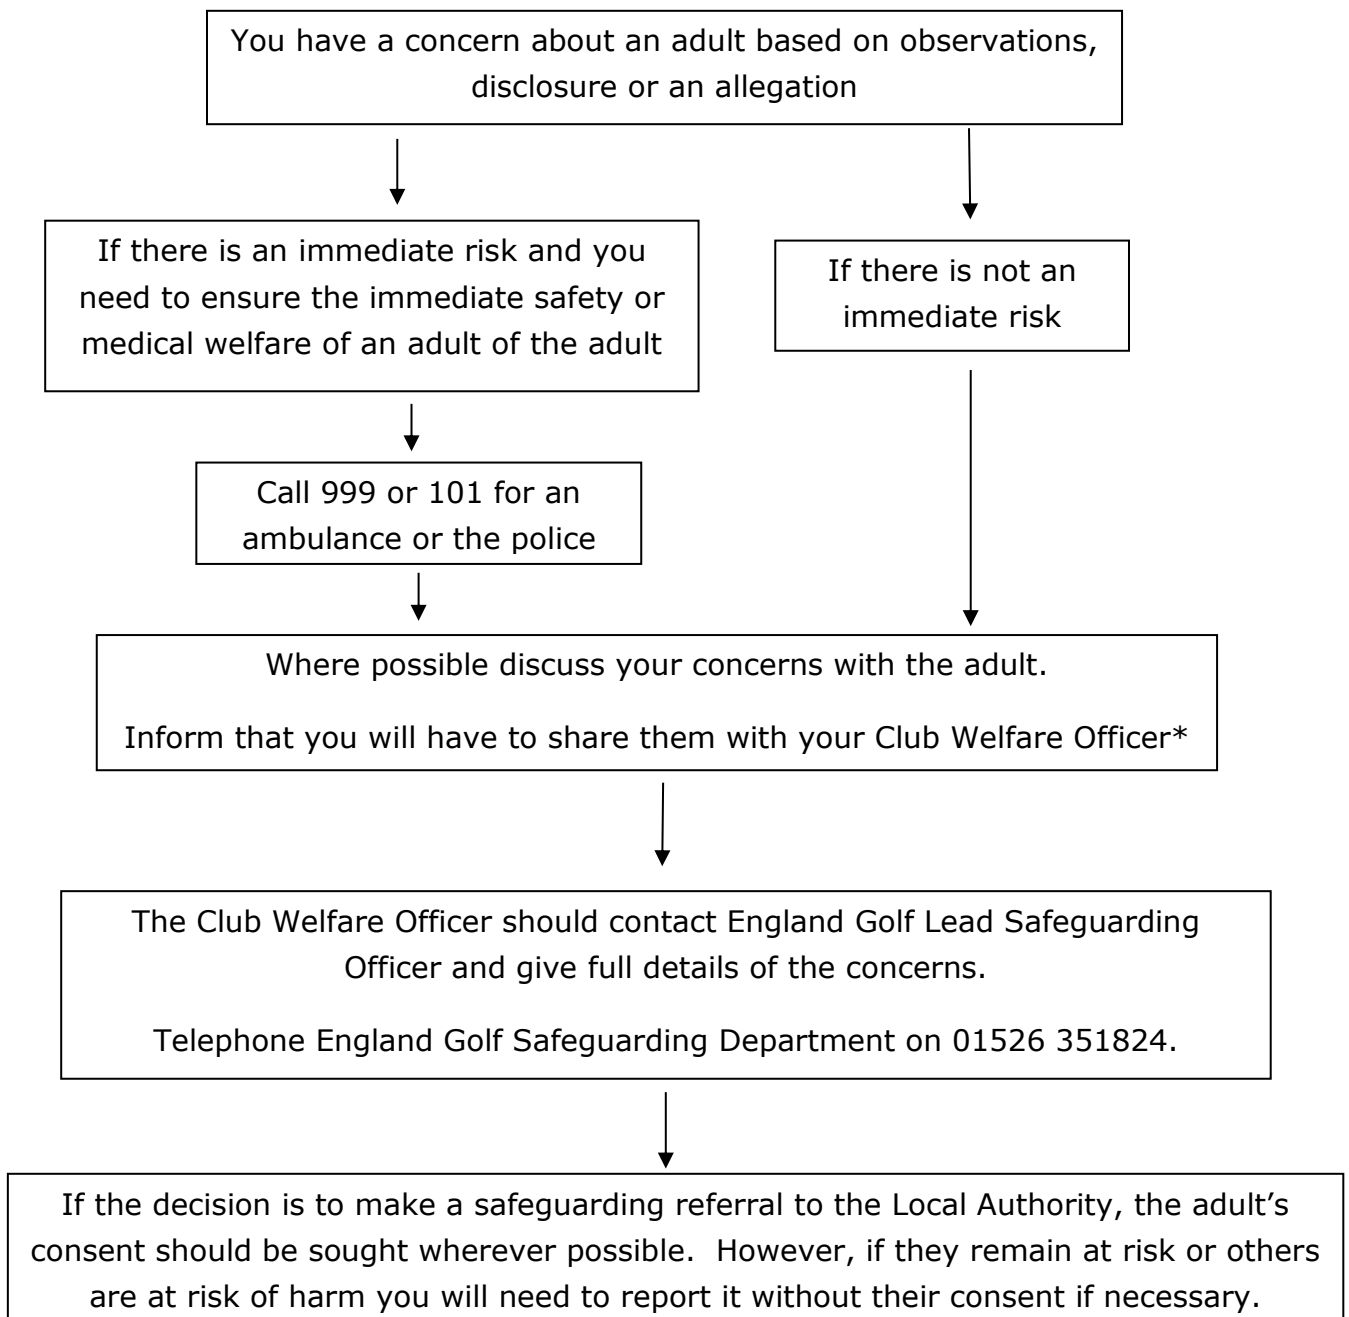 You have a concern about an adult based on observations,
disclosure or an allegation
If there is an immediate risk and you
need to ensure the immediate safety or
medical welfare of an adult of the adult
If there is not an
immediate risk
Call 999 or 101 for an
ambulance or the police
Where possible discuss your concerns with the adult.
Inform that you will have to share them with your Club Welfare Officer*
The Club Welfare Officer should contact England Golf Lead Safeguarding
Officer and give full details of the concerns.
Telephone England Golf Safeguarding Department on 01526 351824.
If the decision is to make a safeguarding referral to the Local Authority, the adult’s
consent should be sought wherever possible.  However, if they remain at risk or others
are at risk of harm you will need to report it without their consent if necessary.